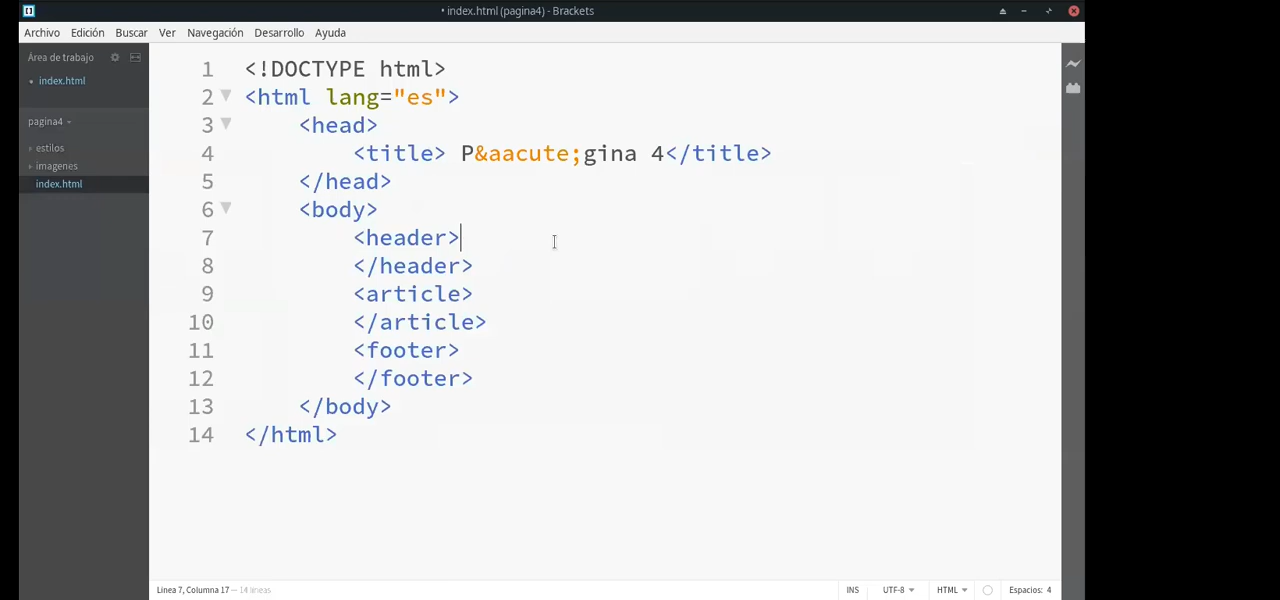 • index.html (pagina4) - Brackets
Archivo Edición Buscar Ver Navegación Desarrollo Ayuda
Área de trabajo
• index.html
pagina4
estilos
imagenes
index.html
1 <!DOCTYPE html>
2 <html lang="es">
3 <head>
4 <title> P&aacute;gina 4</title>
5 </head>
6 <body>
7 <header>
8 </header>
9 <article>
10 </article>
11 <footer>
12 </footer>
13 </body>
14 </html>
Línea 7, Columna 17 — 14 líneas
INS UTF-8 HTML Espacios: 4